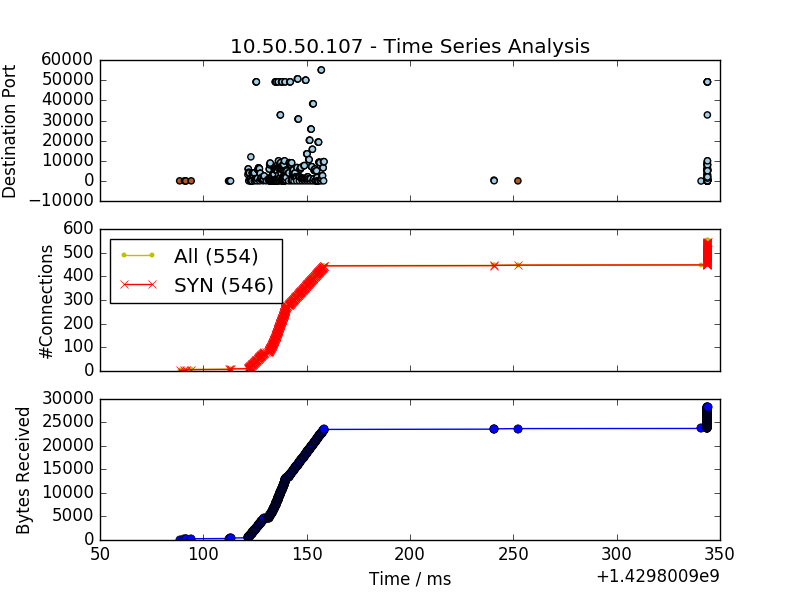 10.50.50.107 - Time Series Analysis
Destination Port
60000
50000
40000
30000
20000
10000
0
−10000
#Connections
600
500
400
300
200
100
0
All (554)
SYN (546)
Bytes Received
30000
25000
20000
15000
10000
5000
0
50 100 150 200 250 300 350
Time / ms
+1.4298009e9